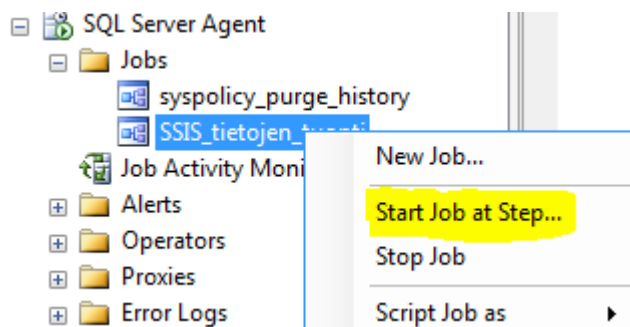 SQL Server Agent
Jobs
syspolicy_purge_history
SSIS_tietojen_tuonti
Job Activity Moni
Alerts
Operators
Proxies
Error Logs
New Job...
Start Job at Step...
Stop Job
Script Job as